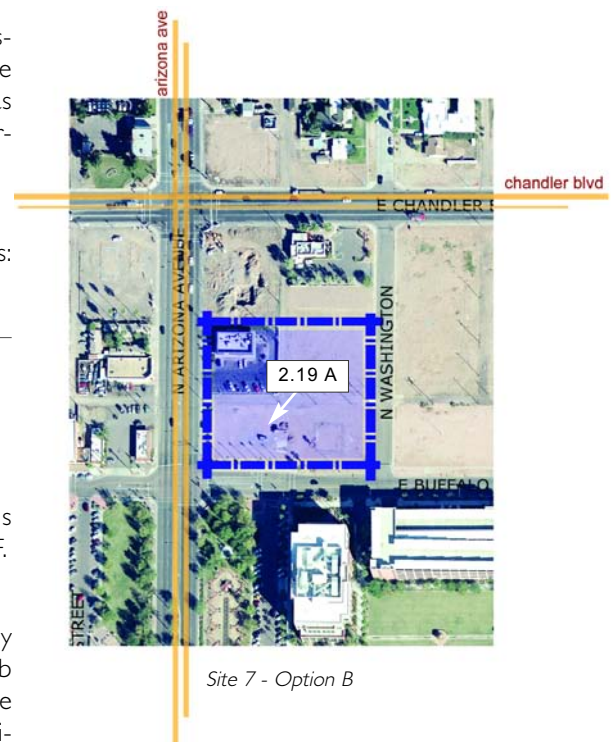 arizona ave
chandler blvd
E CHANDLER
N ARIZONA AVENUE
N WASHINGTON
2.19 A
E BUFFALO
STREET
Site 7 - Option B
s-
e
r-
s:
s
y
b
e
i-